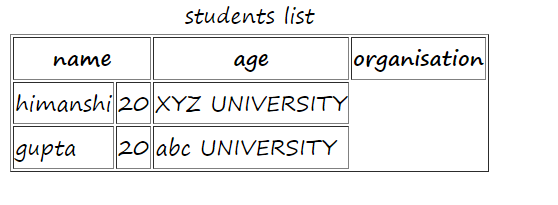 students list
name age organisation
himanshi 20 XYZ UNIVERSITY
gupta 20 abc UNIVERSITY